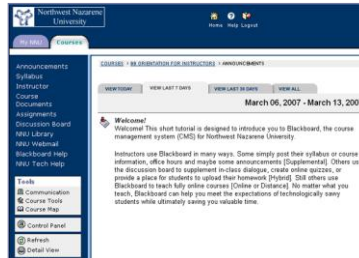 Northwest Nazarene
University
Home Help Logout
My NNU
Courses
COURSES > BB ORIENTATION FOR INSTRUCTORS > ANNOUNCEMENTS
Announcements
Syllabus
Instructor
Course
Documents
Assignments
Discussion Board
NNU Library
NNU Webmail
Blackboard Help
NNU Tech Help
Tools
Communication
Course Tools
Course Map
Control Panel
Refresh
Detail View
VIEW TODAY
VIEW LAST 7 DAYS
VIEW LAST 30 DAYS
VIEW ALL
March 06, 2007 - March 13, 200
Welcome!
Welcome! This short tutorial is designed to introduce you to Blackboard, the course
management system (CMS) for Northwest Nazarene University.
Instructors use Blackboard in many ways. Some simply post their syllabus or course
information, office hours and maybe some announcements [Supplemental]. Others us
the discussion board to supplement in-class dialogue, create online quizzes, or
provide a place for students to upload their homework [Hybrid]. Still others use
Blackboard to teach fully online courses [Online or Distance]. No matter what you
teach, Blackboard can help you meet the expectations of technologically savvy
students while ultimately saving you valuable time.